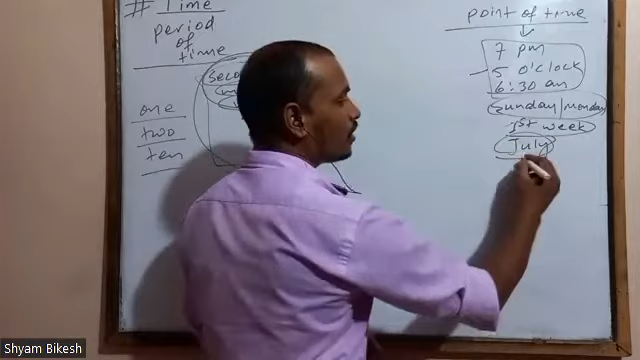 # Time
period
of
time
one
two
ten
point of time
7 pm
5 o'clock
6:30 am
Sunday/Monday
1st week
July
Shyam Bikesh